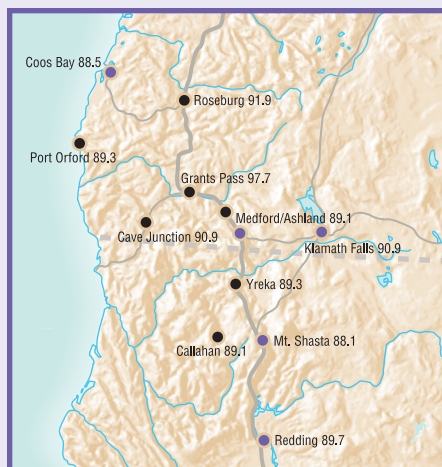 Coos Bay 88.5
Roseburg 91.9
Port Orford 89.3
Grants Pass 97.7
Medford/Ashland 89.1
Cave Junction 90.9
Klamath Falls 90.9
Yreka 89.3
Callahan 89.1
Mt. Shasta 88.1
Redding 89.7